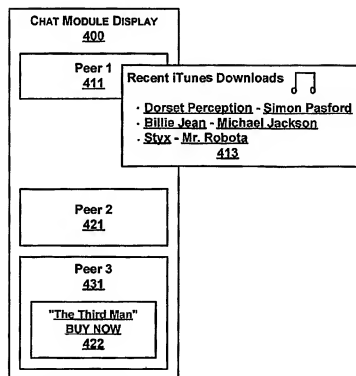 CHAT MODULE DISPLAY
400
Peer 1
411
Recent iTunes Downloads
· Dorset Perception - Simon Pasford
· Billie Jean - Michael Jackson
· Styx - Mr. Robota
413
Peer 2
421
Peer 3
431
"The Third Man"
BUY NOW
422